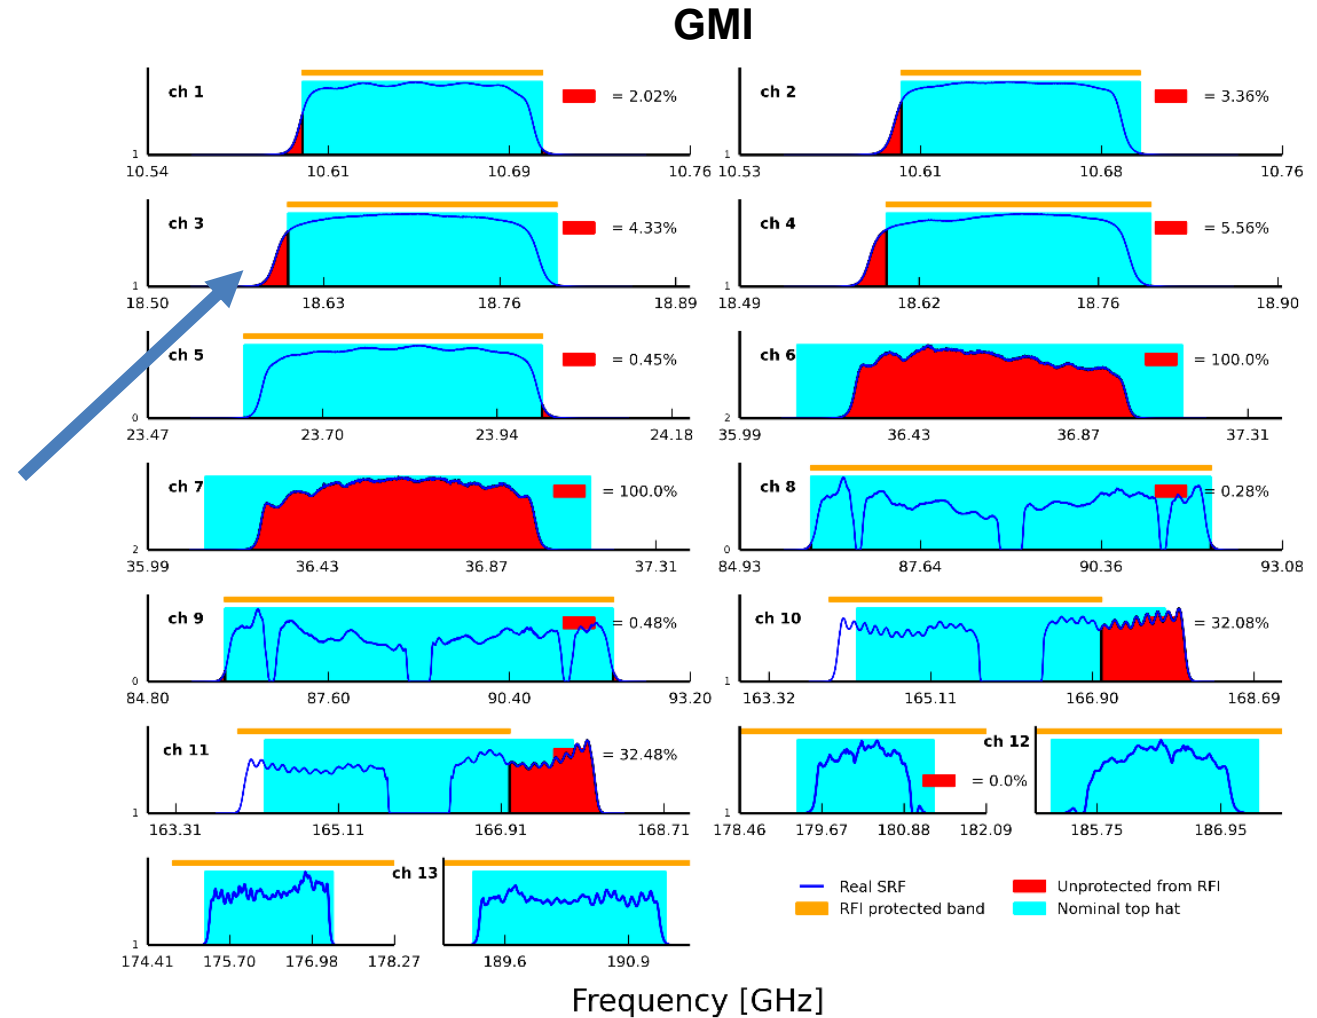 GMI
ch 1
= 2.02%
1
10.54 10.61 10.69 10.76
ch 2
= 3.36%
1
10.53 10.61 10.68 10.76
ch 3
= 4.33%
1
18.50 18.63 18.76 18.89
ch 4
= 5.56%
1
18.49 18.62 18.76 18.90
ch 5
= 0.45%
0
23.47 23.70 23.94 24.18
ch 6
= 100.0%
2
35.99 36.43 36.87 37.31
ch 7
= 100.0%
2
35.99 36.43 36.87 37.31
ch 8
= 0.28%
0
84.93 87.64 90.36 93.08
ch 9
= 0.48%
0
84.80 87.60 90.40 93.20
ch 10
= 32.08%
1
163.32 165.11 166.90 168.69
ch 11
= 32.48%
1
163.31 165.11 166.91 168.71
ch 12
= 0.0%
1
178.46 179.67 180.88 182.09
185.75 186.95
ch 13
1
174.41 175.70 176.98 178.27
189.6 190.9
Real SRF
Unprotected from RFI
RFI protected band
Nominal top hat
Frequency [GHz]